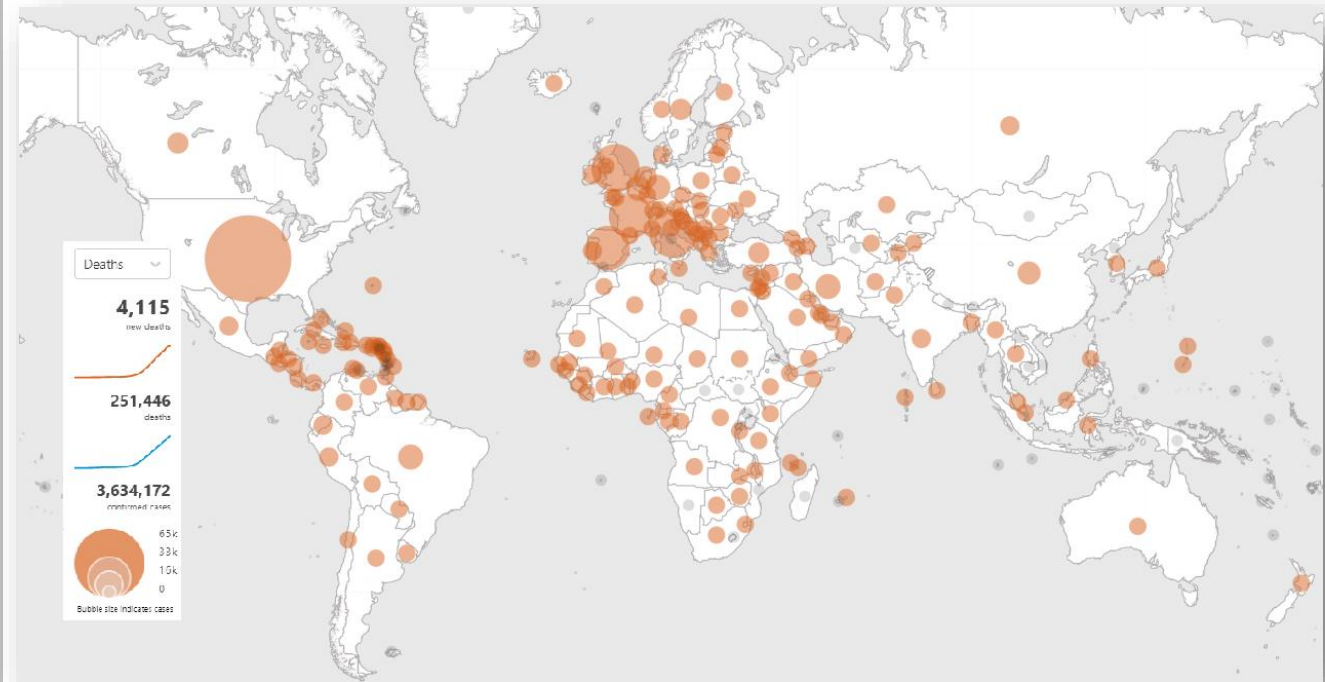 Deaths
4,115
new deaths
251,446
deaths
3,634,172
confirmed cases
65k
33k
16k
0
Bubble size indicates cases